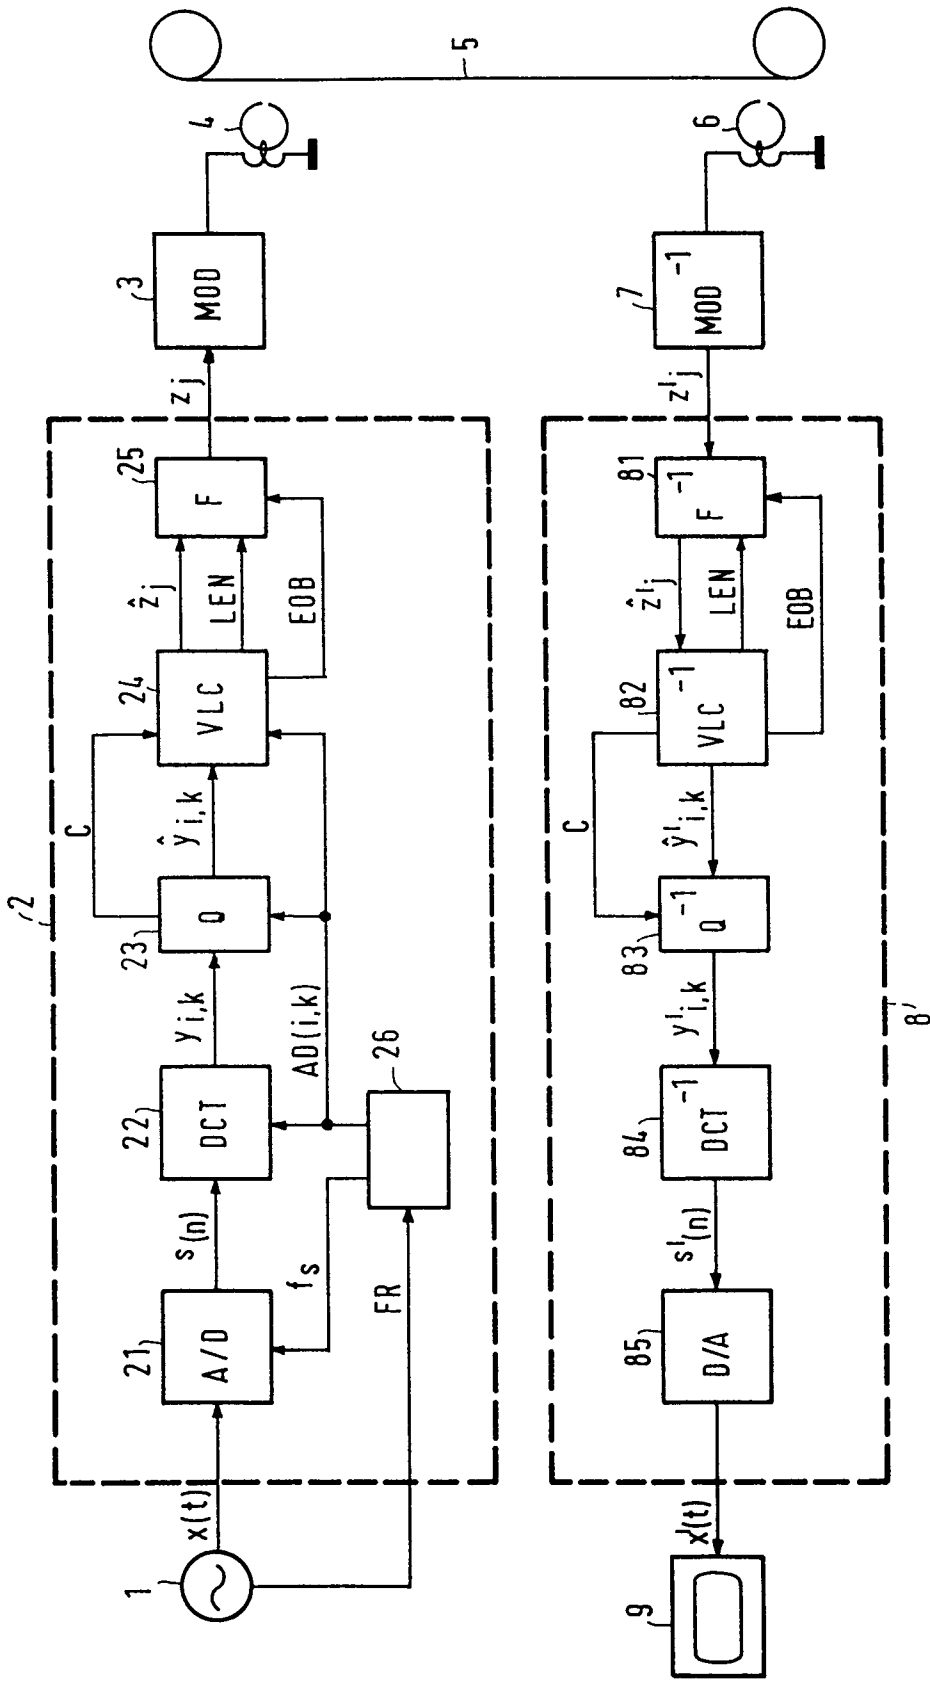 2
1
x(t)
21
A/D
s(n)
22
DCT
y i,k
23
Q
C
ŷ i,k
24
VLC
ẑ j
LEN
EOB
25
F
z j
3
MOD
4
5
f s
FR
26
AD(i,k)
9
x'(t)
85
D/A
s'(n)
84
DCT -1
y' i,k
83
Q -1
C
ŷ' i,k
82
VLC -1
ẑ' j
LEN
EOB
81
F -1
z' j
7
MOD -1
6
8'